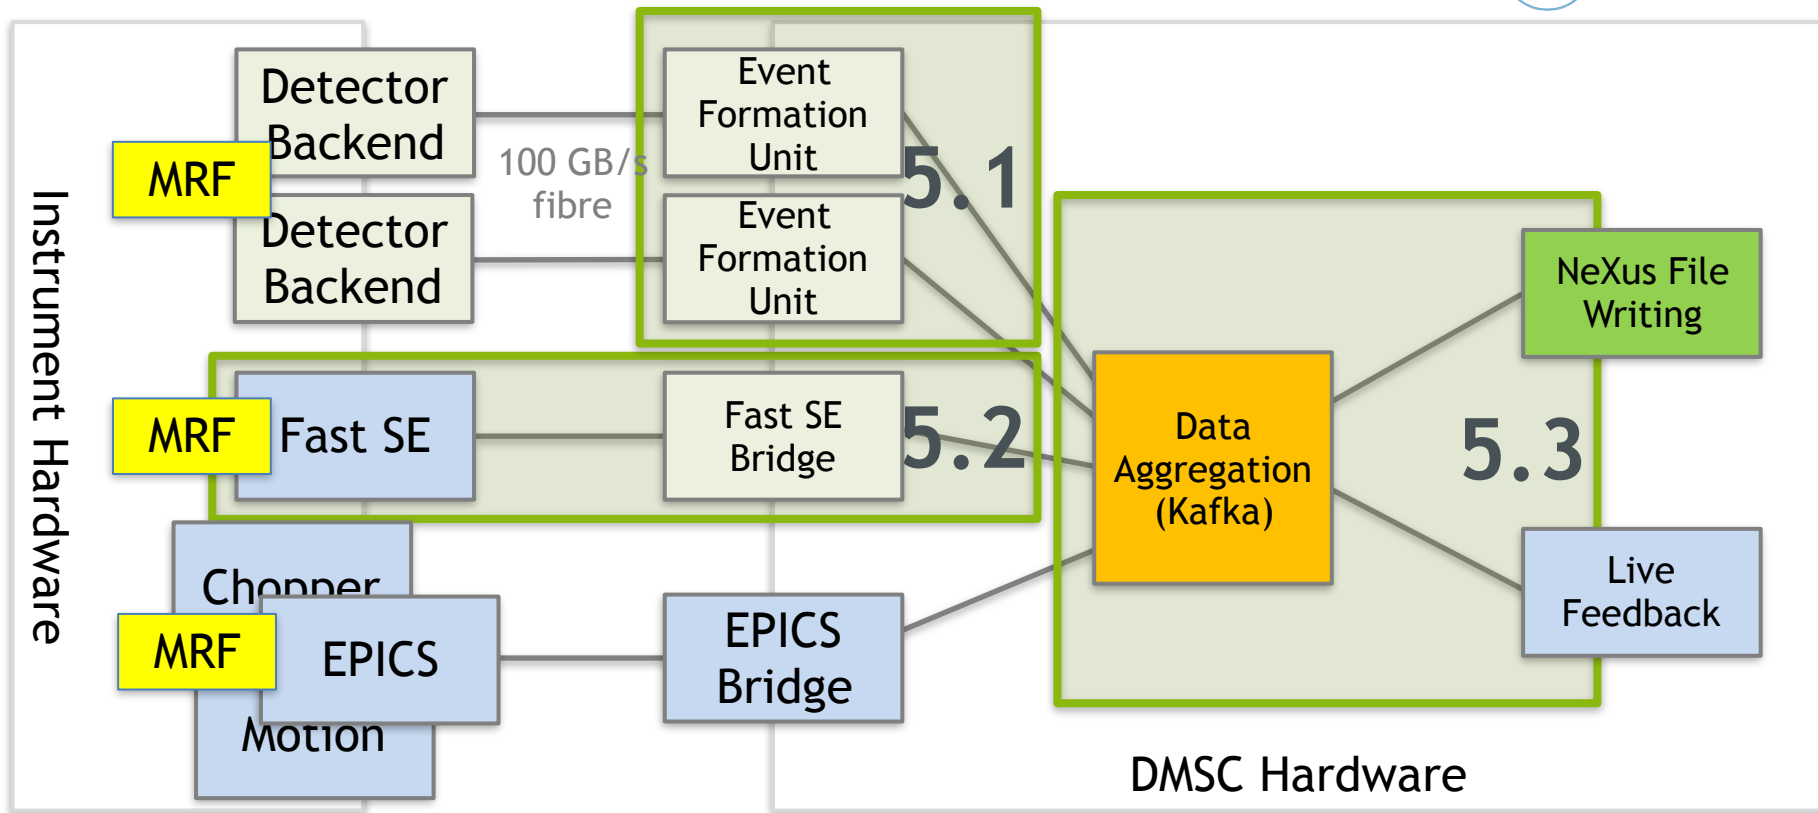 Instrument Hardware
Detector
Backend
MRF
Detector
Backend
100 GB/s
fibre
Event
Formation
Unit
Event
Formation
Unit
5.1
MRF
Fast SE
Fast SE
Bridge
5.2
Chopper
MRF
EPICS
Motion
EPICS
Bridge
Data
Aggregation
(Kafka)
5.3
NeXus File
Writing
Live
Feedback
DMSC Hardware